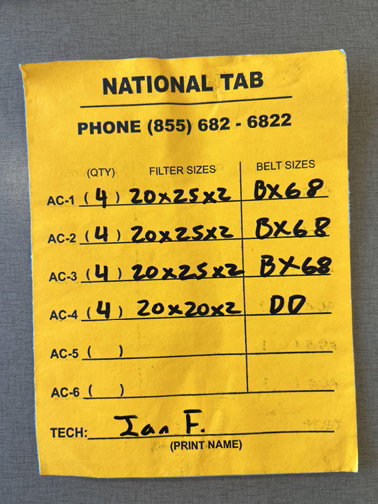 NATIONAL TAB
PHONE (855) 682 - 6822
(QTY) FILTER SIZES BELT SIZES
AC-1 (4) 20x25x2 BX68
AC-2 (4) 20x25x2 BX68
AC-3 (4) 20x25x2 BX68
AC-4 (4) 20x20x2 DD
AC-5 ( )
AC-6 ( )
TECH: Ian F.
(PRINT NAME)